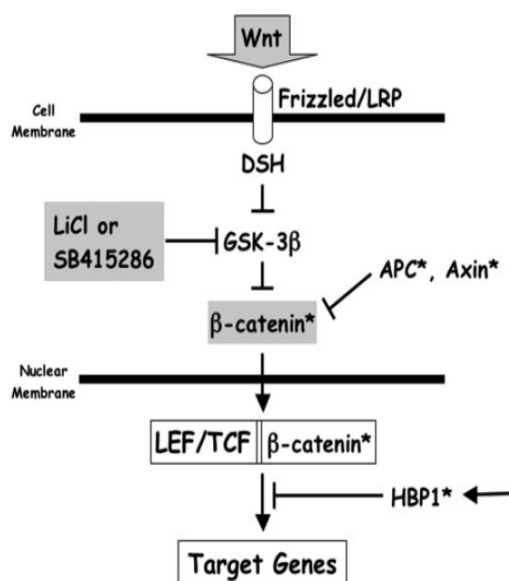 Wnt
Frizzled/LRP
Cell
Membrane
DSH
LiCl or
SB415286
GSK-3β
APC*, Axin*
β-catenin*
Nuclear
Membrane
LEF/TCF β-catenin*
HBP1*
Target Genes